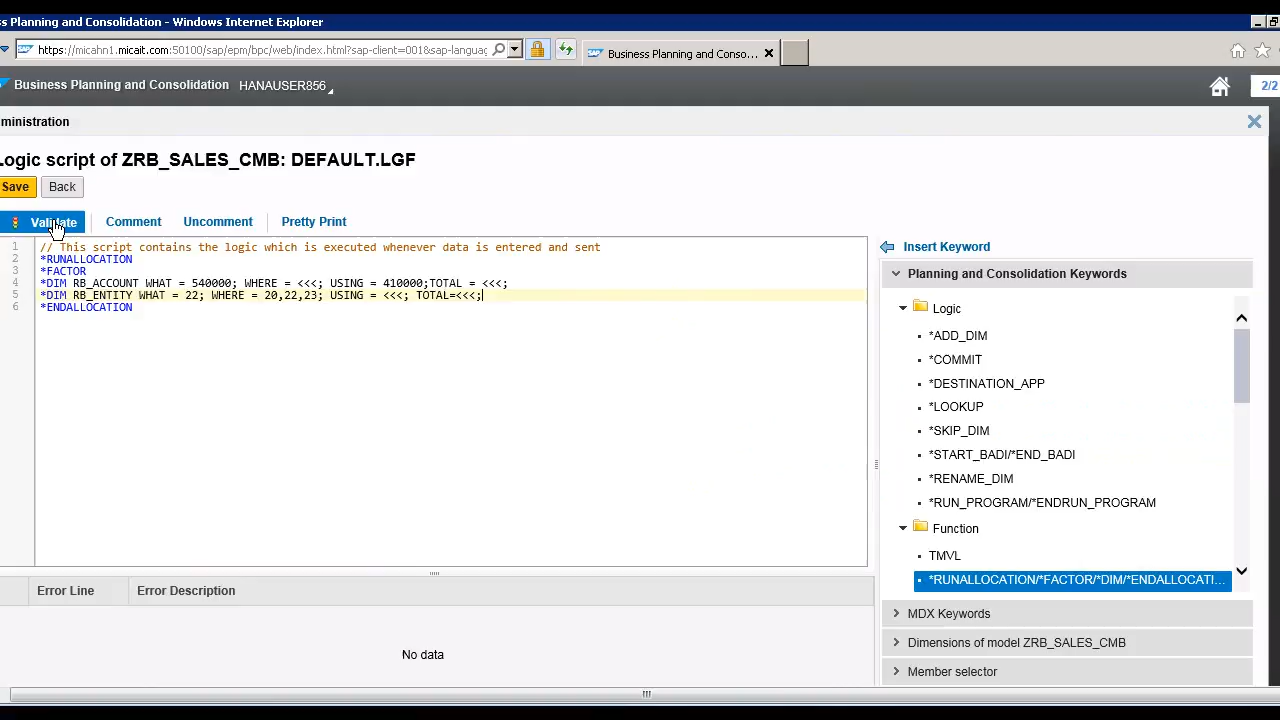 s Planning and Consolidation - Windows Internet Explorer
https://micahn1.micait.com:50100/sap/epm/bpc/web/index.html?sap-client=001&sap-languag
SAP Business Planning and Conso...
Business Planning and Consolidation HANAUSER856
2/2
ministration
Logic script of ZRB_SALES_CMB: DEFAULT.LGF
Save Back
Validate Comment Uncomment Pretty Print
1 // This script contains the logic which is executed whenever data is entered and sent
2 *RUNALLOCATION
3 *FACTOR
4 *DIM RB_ACCOUNT WHAT = 540000; WHERE = <<<; USING = 410000;TOTAL = <<<;
5 *DIM RB_ENTITY WHAT = 22; WHERE = 20,22,23; USING = <<<; TOTAL=<<<;
6 *ENDALLOCATION
Error Line Error Description
No data
Insert Keyword
Planning and Consolidation Keywords
Logic
*ADD_DIM
*COMMIT
*DESTINATION_APP
*LOOKUP
*SKIP_DIM
*START_BADI/*END_BADI
*RENAME_DIM
*RUN_PROGRAM/*ENDRUN_PROGRAM
Function
TMVL
*RUNALLOCATION/*FACTOR/*DIM/*ENDALLOCATI...
MDX Keywords
Dimensions of model ZRB_SALES_CMB
Member selector